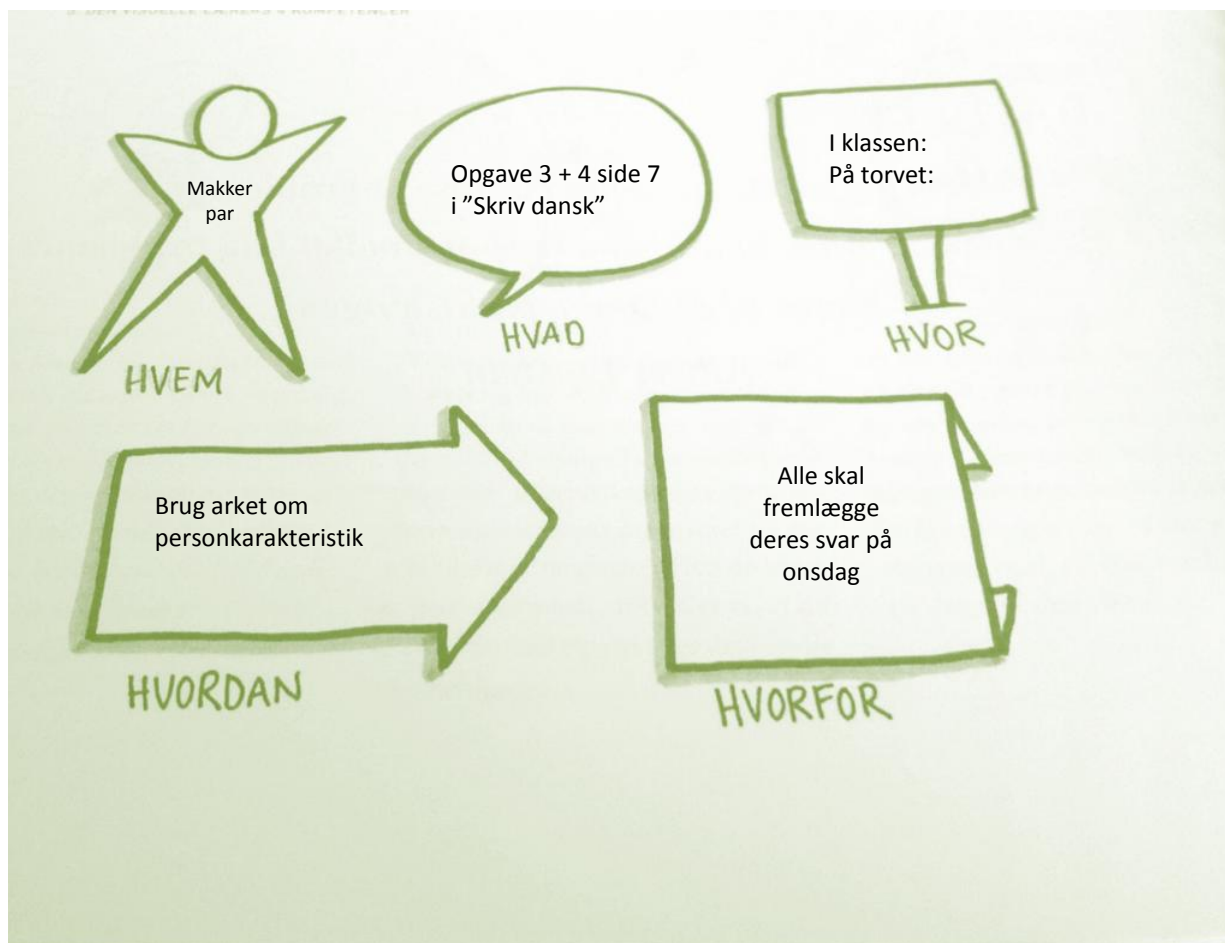 Makker
par
HVEM
Opgave 3 + 4 side 7
i ”Skriv dansk”
HVAD
I klassen:
På torvet:
HVOR
Brug arket om
personkarakteristik
HVORDAN
Alle skal
fremlægge
deres svar på
onsdag
HVORFOR